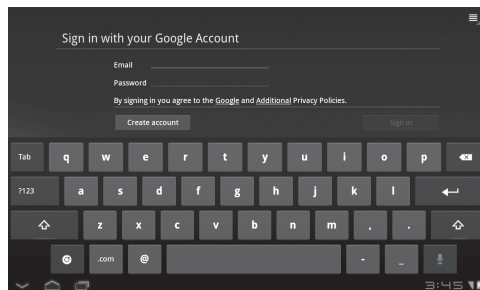 Sign in with your Google Account
Email
Password
By signing in you agree to the Google and Additional Privacy Policies.
Create account Sign in
Tab q w e r t y u i o p
?123 a s d f g h j k l
z x c v b n m , .
.com @ - _
3:45